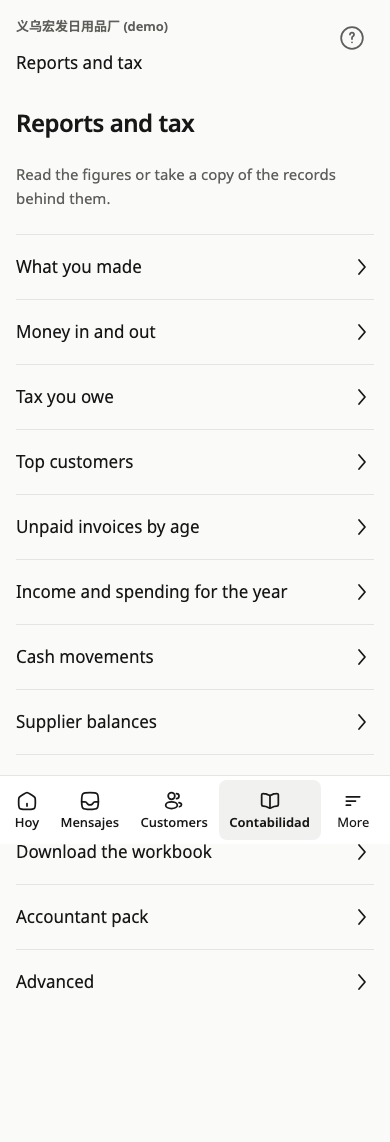 义乌宏发日用品厂 (demo)
Reports and tax
Reports and tax
Read the figures or take a copy of the records
behind them.
What you made
Money in and out
Tax you owe
Top customers
Unpaid invoices by age
Income and spending for the year
Cash movements
Supplier balances
Hoy
Mensajes
Customers
Contabilidad
More
Download the workbook
Accountant pack
Advanced